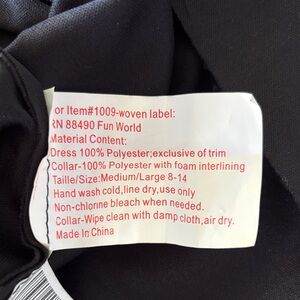 or Item#1009-woven label:
RN 88490 Fun World
Material Content:
Dress 100% Polyester;exclusive of trim
Collar-100% Polyester with foam interlining
Taille/Size:Medium/Large 8-14
Hand wash cold,line dry,use only
Non-chlorine bleach when needed.
Collar-Wipe clean with damp cloth,air dry.
Made In China